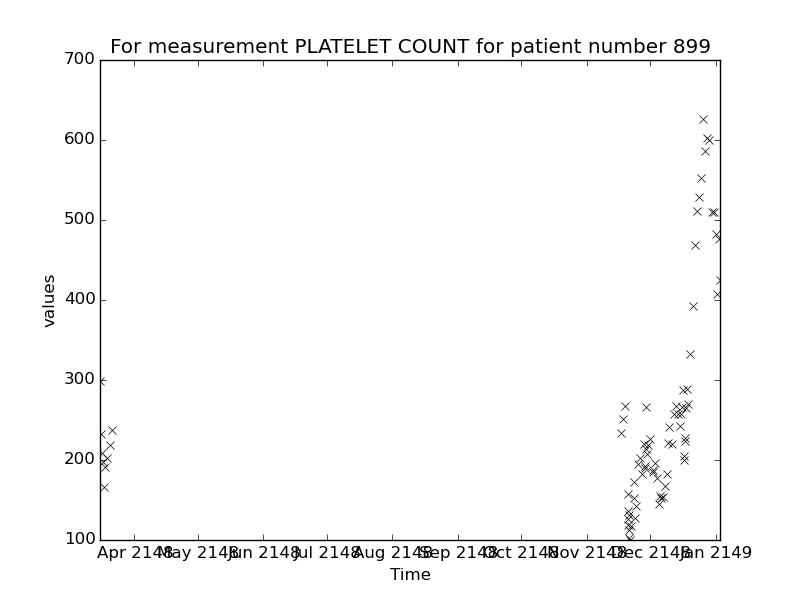 For measurement PLATELET COUNT for patient number 899
700
600
500
400
300
200
100
values
Apr 2148 May 2148 Jun 2148 Jul 2148 Aug 2148 Sep 2148 Oct 2148 Nov 2148 Dec 2148 Jan 2149
Time